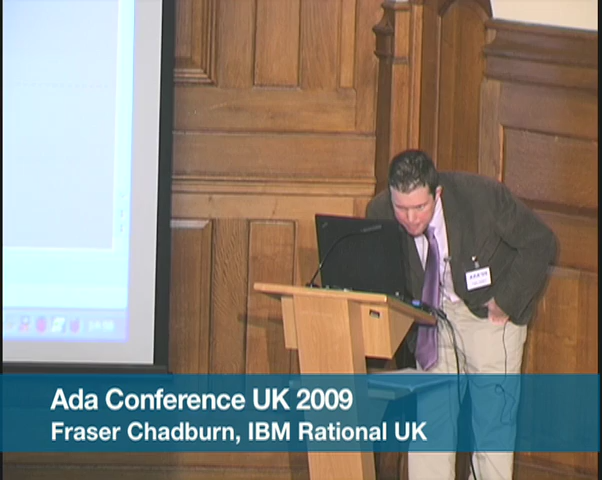 Ada Conference UK 2009
Fraser Chadburn, IBM Rational UK